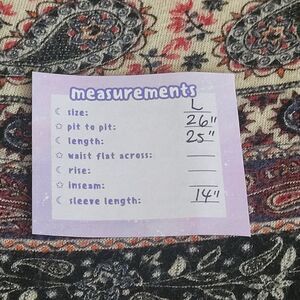 measurements
size: L
pit to pit: 26"
length: 25"
waist flat across:
rise:
inseam:
sleeve length: 14"